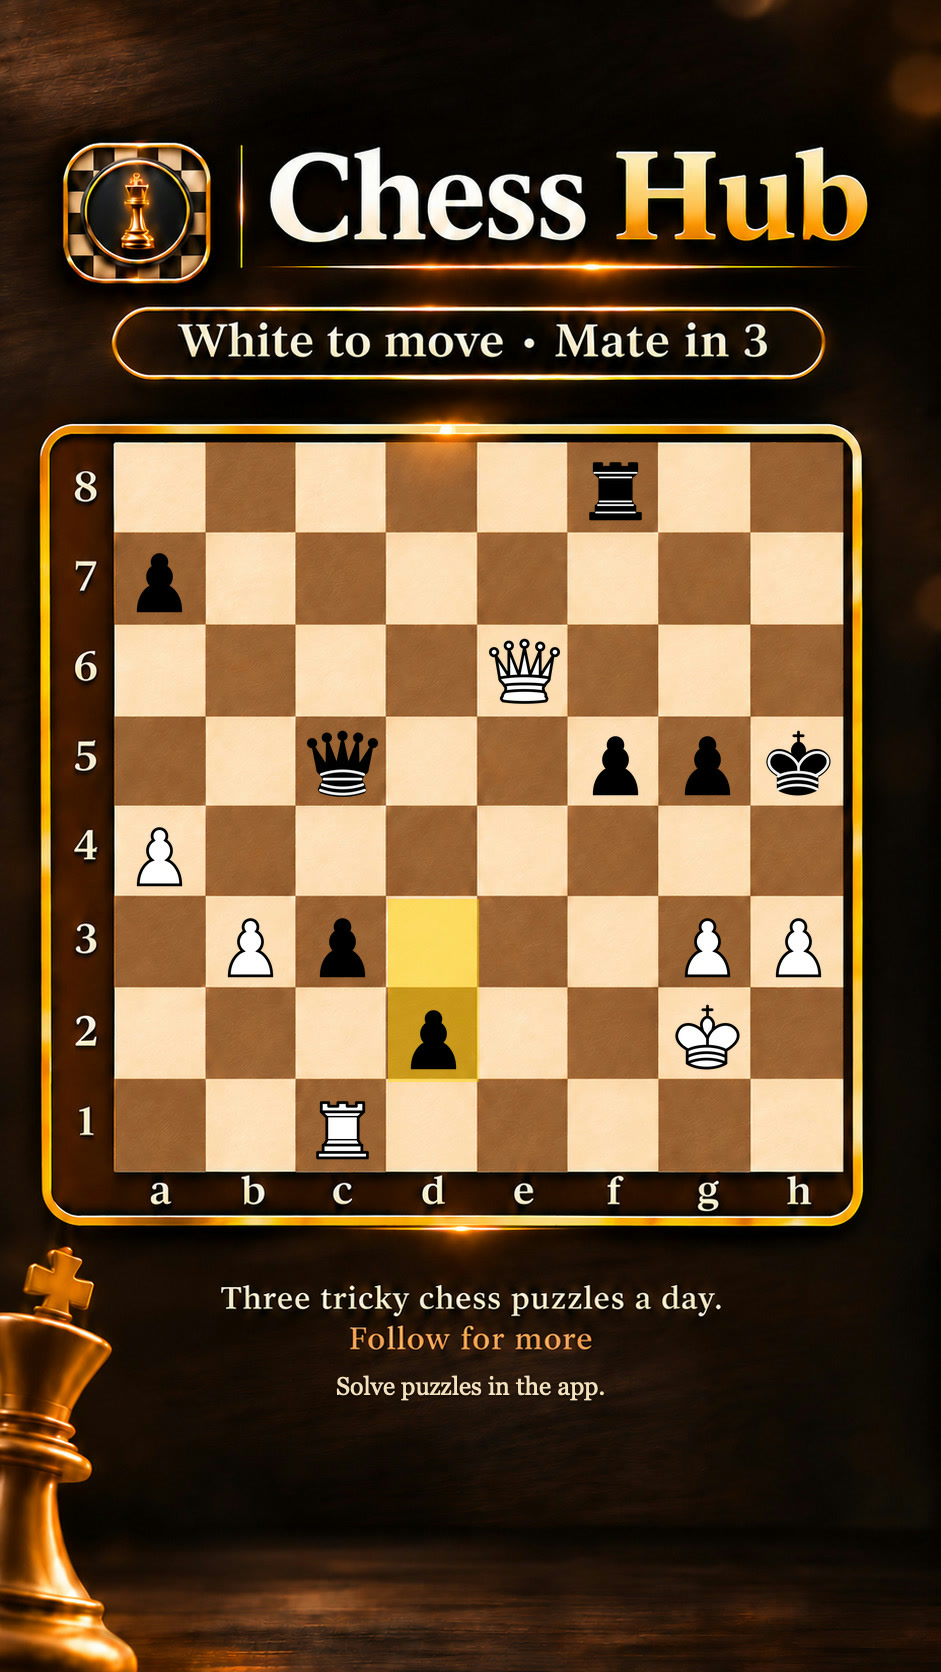 Chess Hub
White to move • Mate in 3
8
7
6
5
4
3
2
1
a b c d e f g h
Three tricky chess puzzles a day.
Follow for more
Solve puzzles in the app.